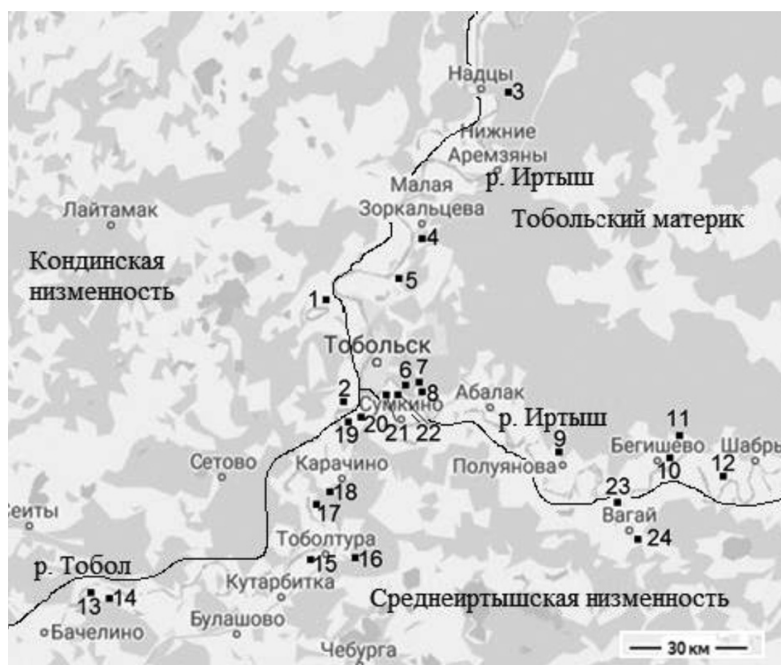 Надцы
3
Нижние
Аремзяны
р. Иртыш
Малая
Зоркальцева
4
Тобольский материк
Лайтамак
Кондинская
низменность
5
1
Тобольск
6
7
8
2
Сумкино
Абалак
19
20
21
22
р. Иртыш
11
9
Полуянова
Бегишево
Шабры
10
12
Сетово
Карачино
18
17
23
Вагай
24
сеиты
Тоболтура
15
16
р. Тобол
Кутарбитка
13
14
Среднеиртышская низменность
Бачелино
Булашово
Чебурга
30 км